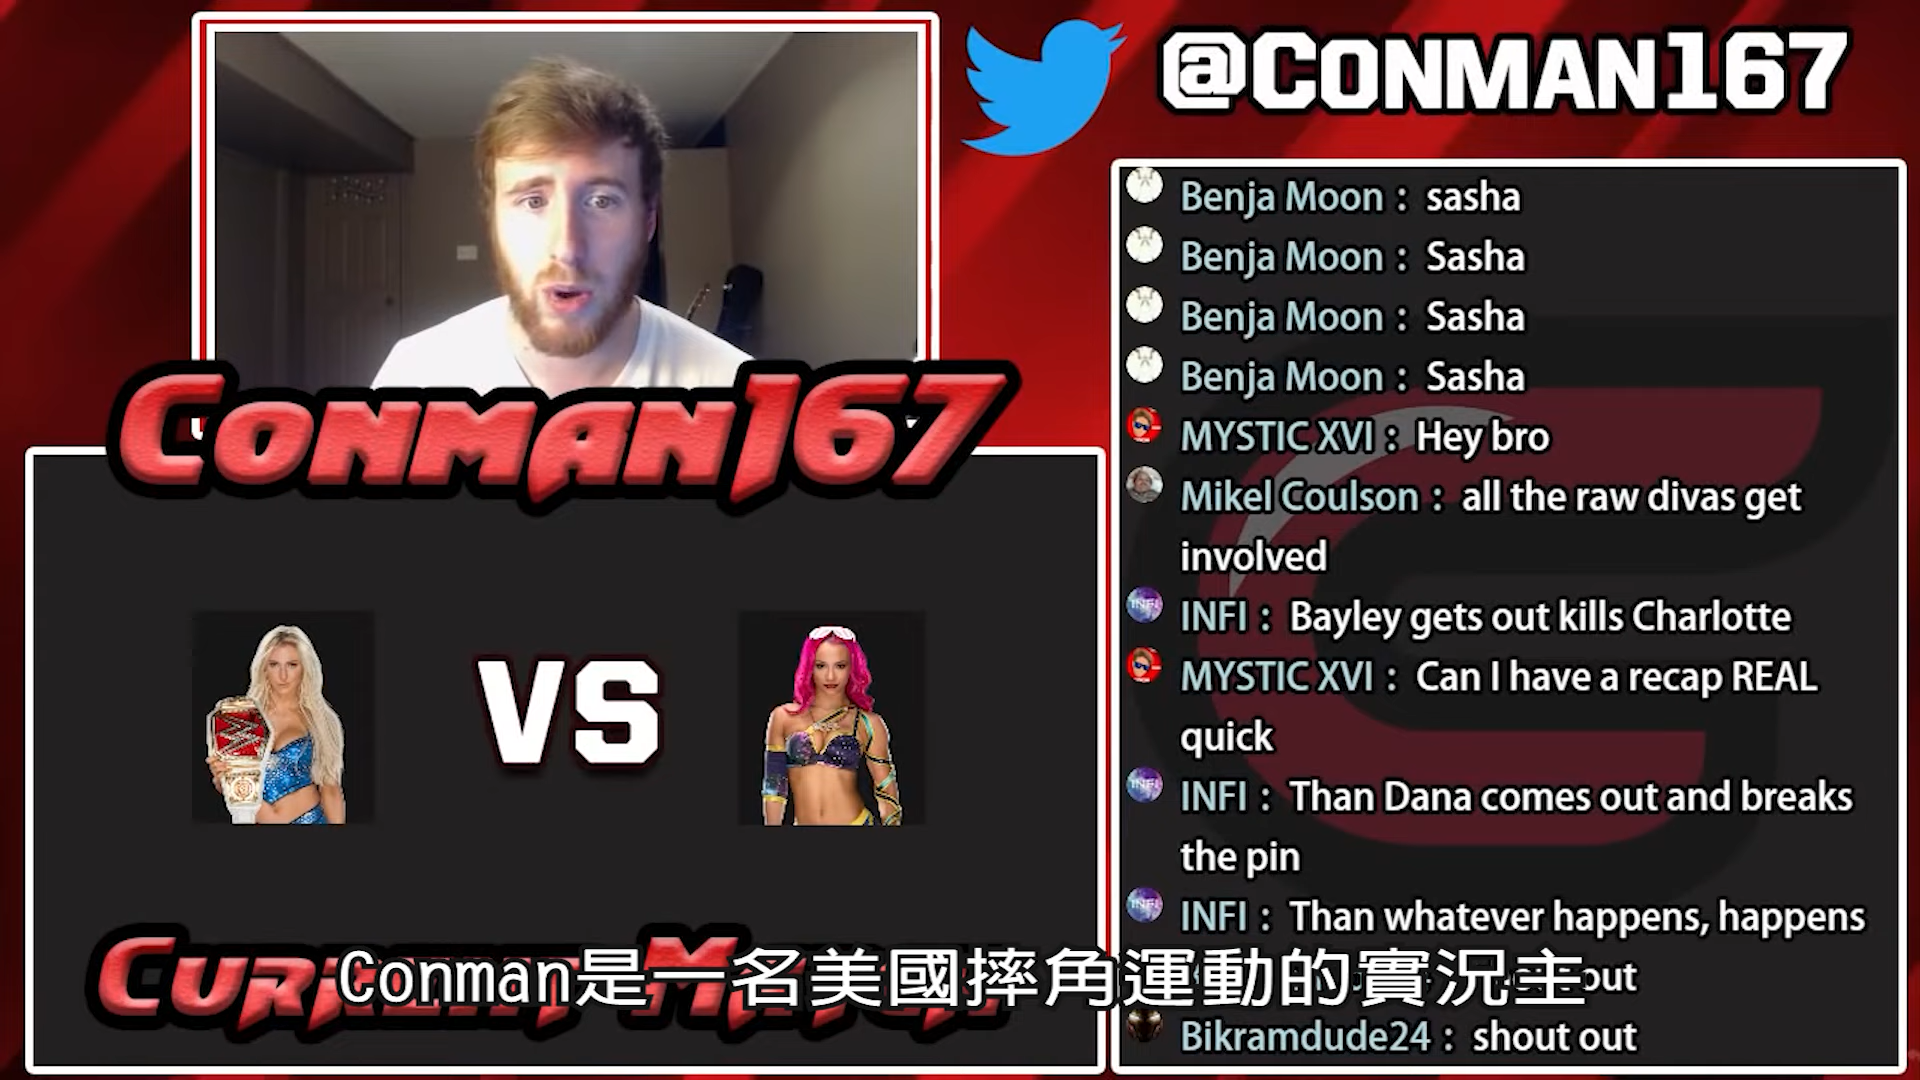 @CONMAN167
CONMAN167
VS
Benja Moon : sasha
Benja Moon : Sasha
Benja Moon : Sasha
Benja Moon : Sasha
MYSTIC XVI : Hey bro
Mikel Coulson : all the raw divas get
involved
INFI : Bayley gets out kills Charlotte
MYSTIC XVI : Can I have a recap REAL
quick
INFI : Than Dana comes out and breaks
the pin
INFI : Than whatever happens, happens
out
Bikramdude24 : shout out
CURRENT MATCH
Conman是一名美國摔角運動的實況主